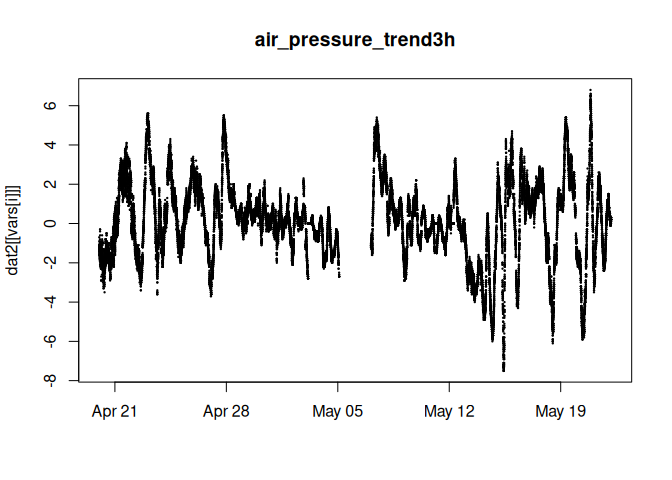 air_pressure_trend3h
dat2[[vars[i]]]
6
4
2
0
-2
-4
-6
-8
Apr 21
Apr 28
May 05
May 12
May 19